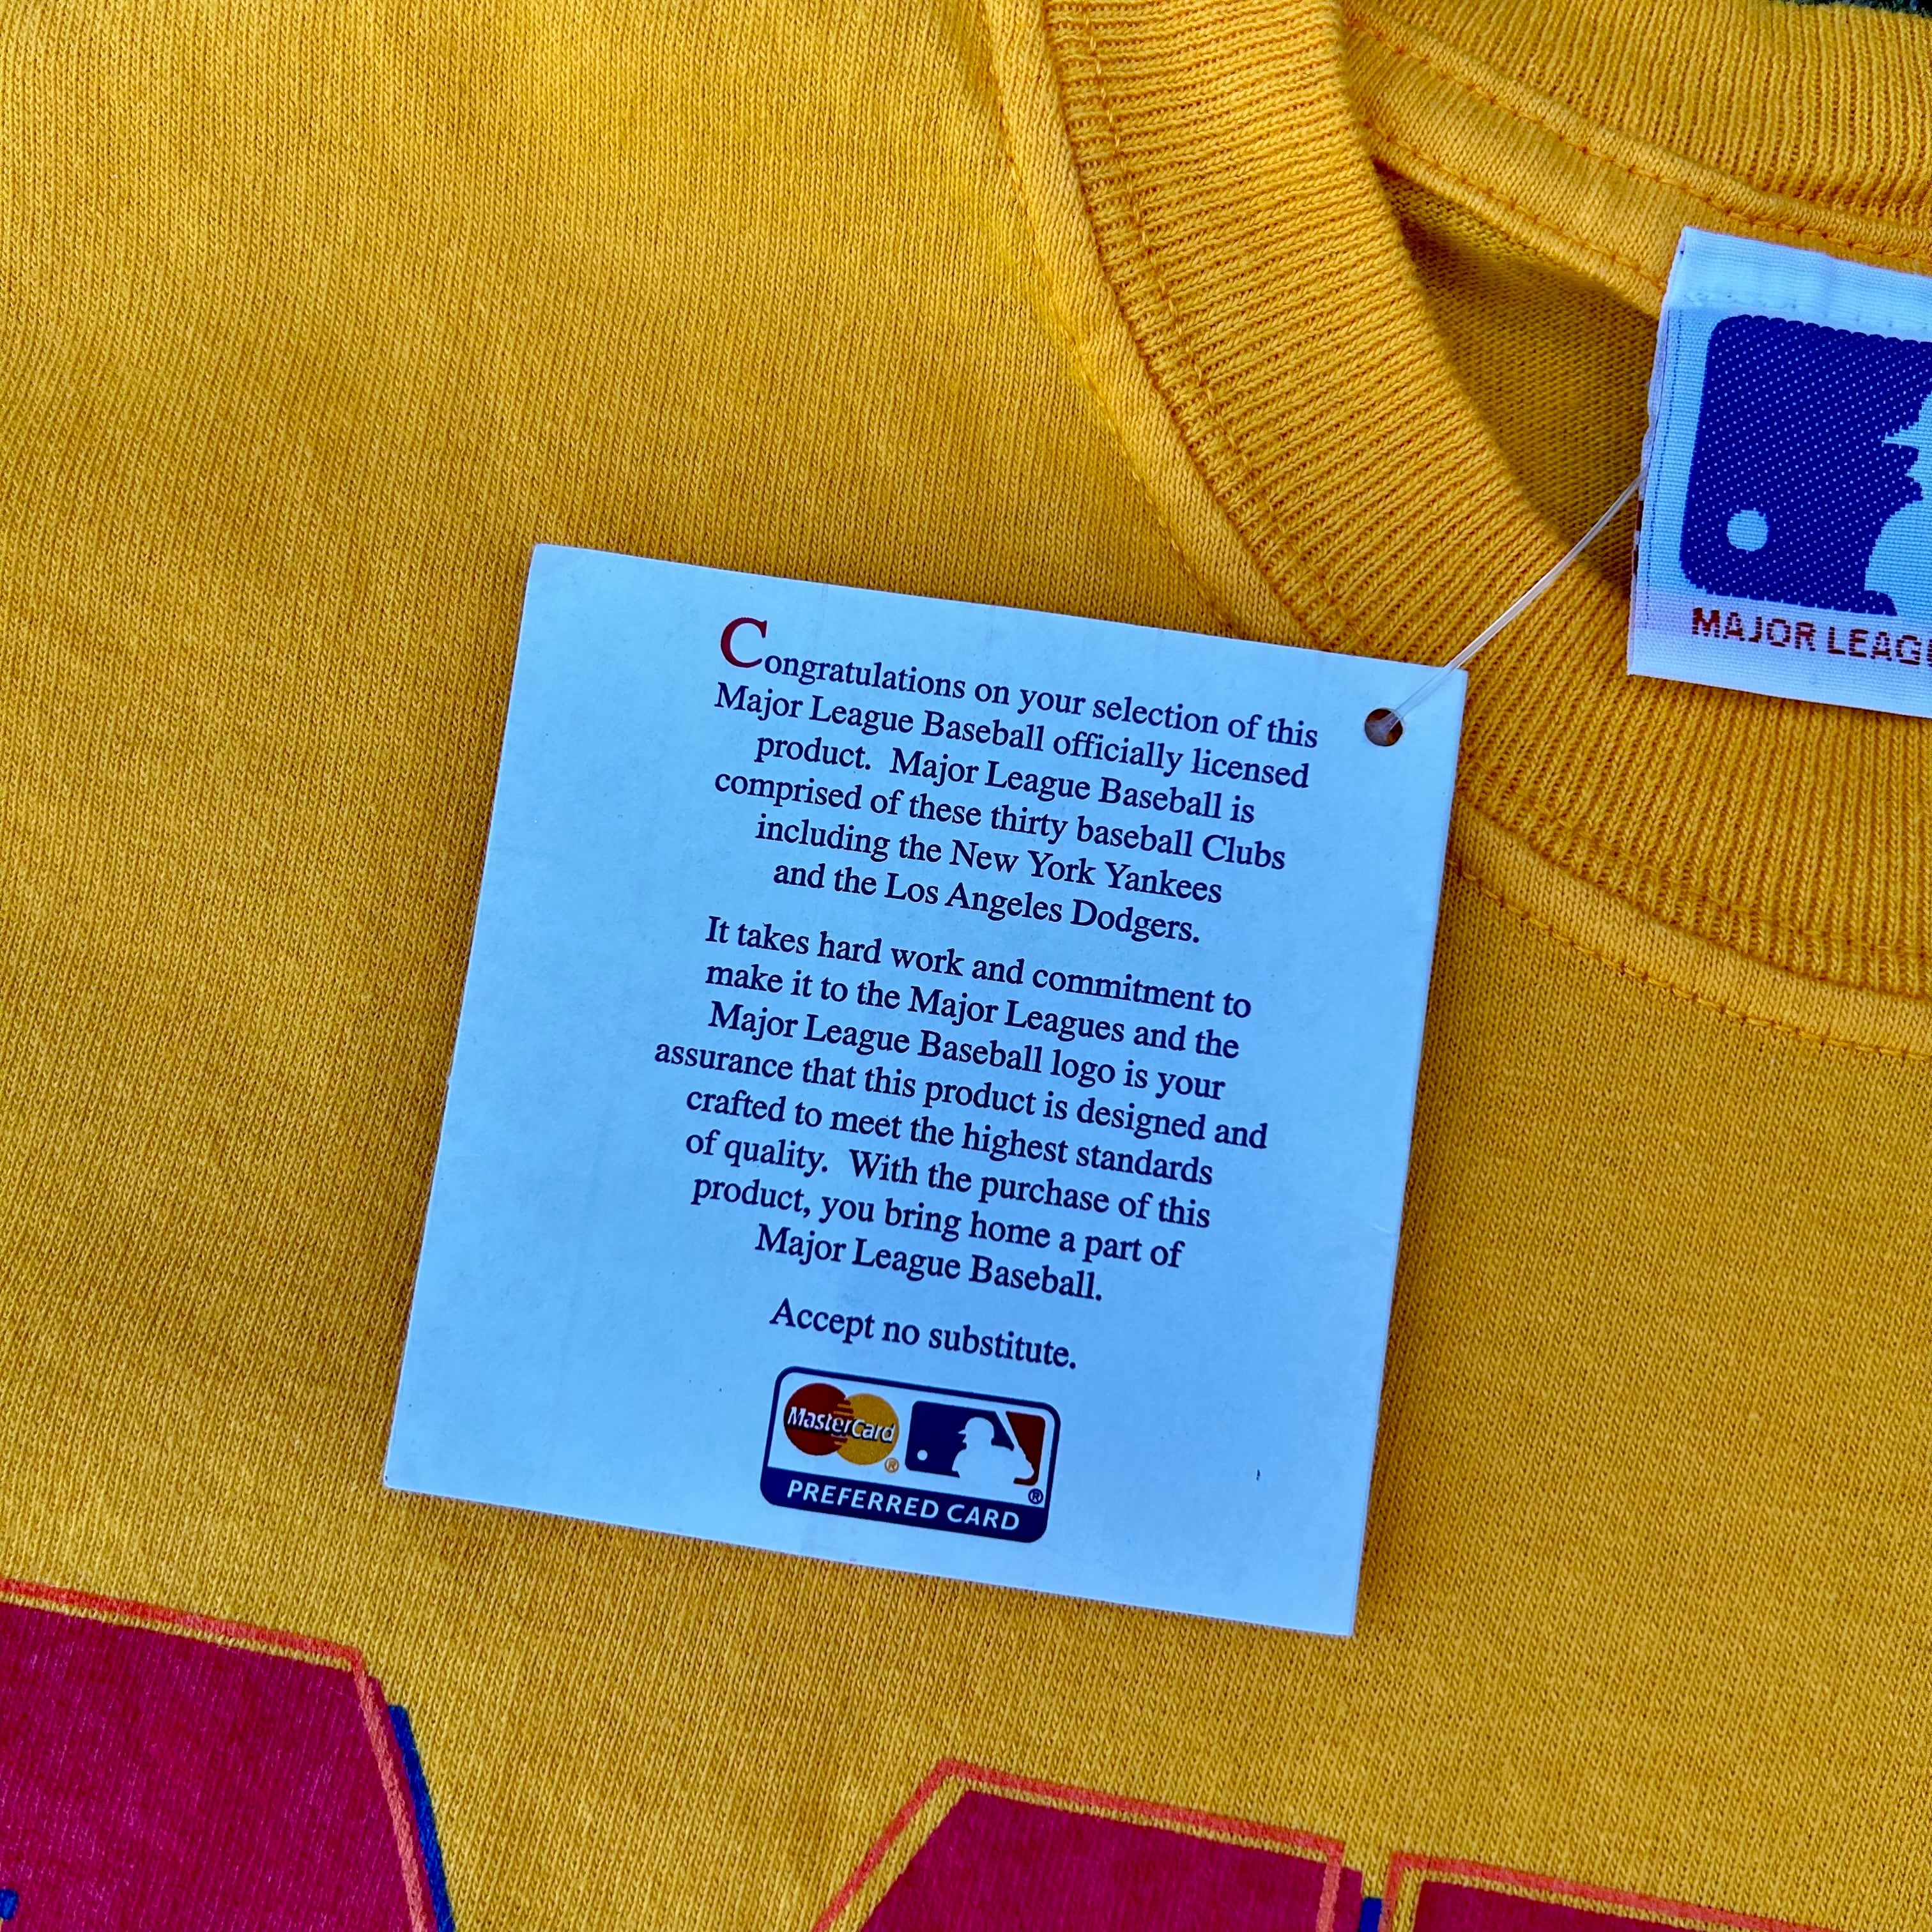 Congratulations on your selection of this
Major League Baseball officially licensed
product. Major League Baseball is
comprised of these thirty baseball Clubs
including the New York Yankees
and the Los Angeles Dodgers.
It takes hard work and commitment to
make it to the Major Leagues and the
Major League Baseball logo is your
assurance that this product is designed and
crafted to meet the highest standards
of quality. With the purchase of this
product, you bring home a part of
Major League Baseball.
Accept no substitute.
MasterCard ®
®
PREFERRED CARD
MAJOR LEAG